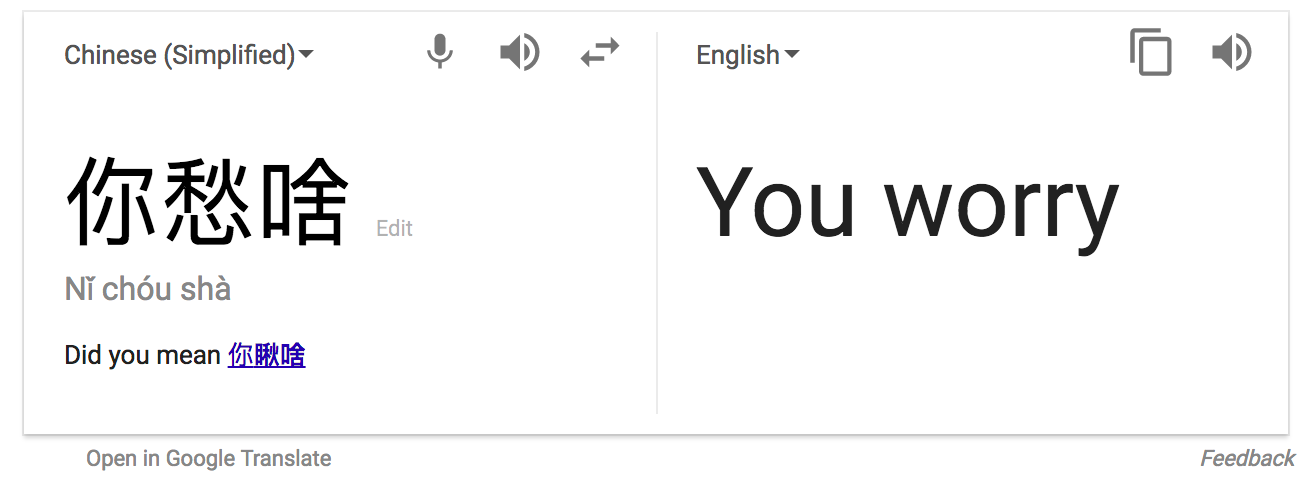 Chinese (Simplified)
English
你愁啥 Edit
You worry
Nǐ chóu shà
Did you mean 你瞅啥
Open in Google Translate
Feedback